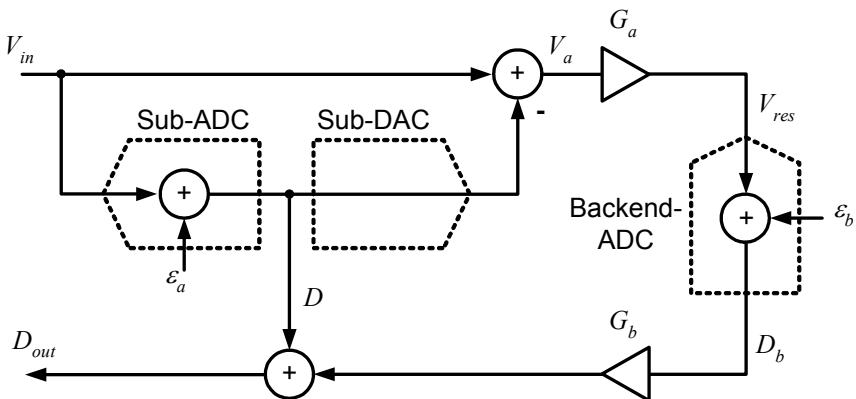 G_a
V_in
V_a
Sub-ADC
Sub-DAC
-
V_res
+
+
Backend-
ADC
+
ε_b
ε_a
D
G_b
D_out
D_b
+